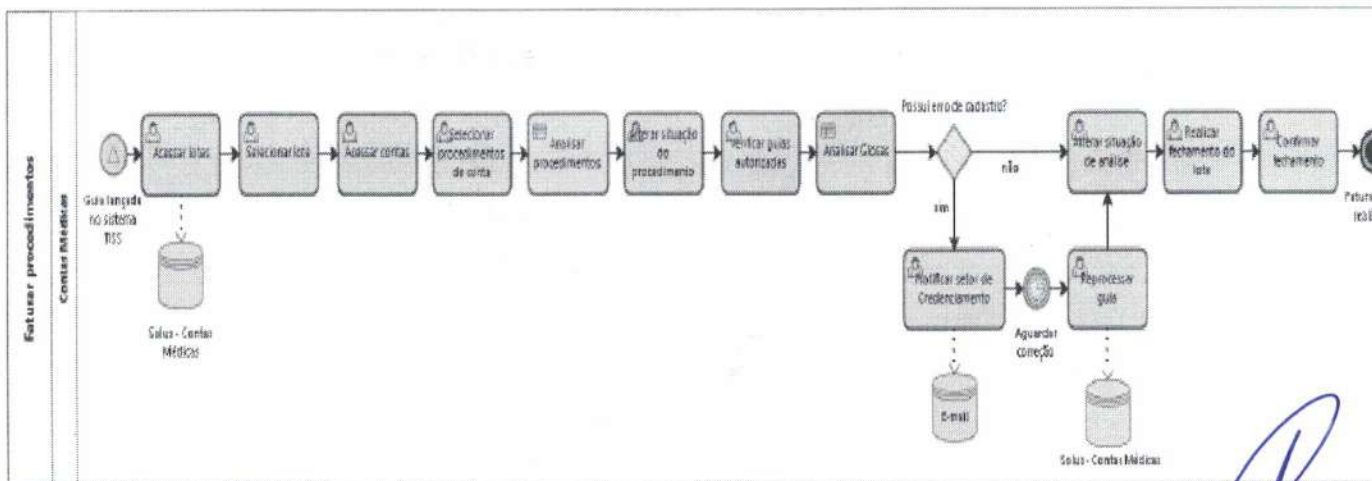 Faturar procedimentos
Contas Médicas
Guia lançada
no sistema
TISS
Acessar lotes
Solus - Contas
Médicas
Selecionar lote
Acessar contas
Selecionar
procedimentos
de conta
Analisar
procedimentos
Alterar situação
do
procedimento
Verificar guias
autorizadas
Analisar Glosas
Possui erro de cadastro?
não
sim
Notificar setor de
Credenciamento
E-mail
Aguardar
correção
Reprocessar
guia
Solus - Contas Médicas
Alterar situação
de análise
Realizar
fechamento do
lote
Confirmar
fechamento